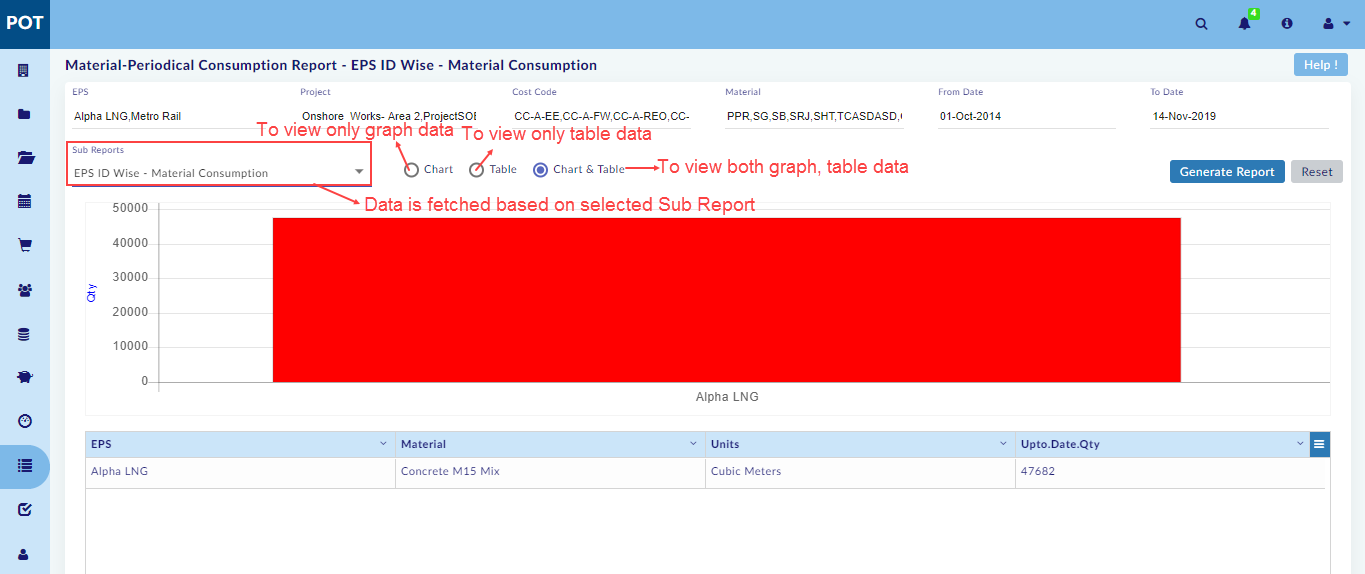 POT
4
Material-Periodical Consumption Report - EPS ID Wise - Material Consumption
Help !
EPS
Project
Cost Code
Material
From Date
To Date
Alpha LNG,Metro Rail
Onshore Works- Area 2,ProjectSOE
CC-A-EE,CC-A-FW,CC-A-REO,CC-
PPR,SG,SB,SRJ,SHT,TCASDASD,
01-Oct-2014
14-Nov-2019
To view only graph data
To view only table data
Sub Reports
EPS ID Wise - Material Consumption
Chart
Table
Chart & Table
To view both graph, table data
Generate Report
Reset
Data is fetched based on selected Sub Report
50000
40000
30000
20000
10000
0
Qty
Alpha LNG
EPS
Material
Units
Upto.Date.Qty
Alpha LNG
Concrete M15 Mix
Cubic Meters
47682